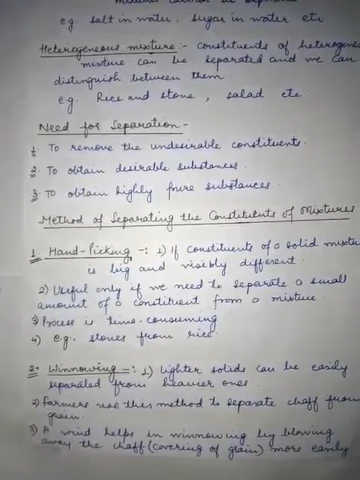 e.g. Salt in water, Sugar in water etc
Heterogeneous mixture :- constituents of heterogene
mixture can be separated and we can
distinguish between them.
e.g. Rice and stone, salad etc
Need for Separation -
1. To remove the undesirable constituents.
2. To obtain desirable substances.
3. To obtain highly pure substances
Method of Separating the Constituents of Mixtures
1. Hand-Picking -: 1) If constituents of a solid mixtu
is big and visibly different.
2) Useful only if we need to separate a small
amount of a constituent from a mixture.
3) Process is time-consuming
4) eg. stones from rice
2. Winnowing -: 1) Lighter solids can be easily
separated from heavier ones.
2) Farmers use this method to separate chaff from
grain.
3) A wind helps in winnowing by blowing
away the chaff (covering of grain) more easily